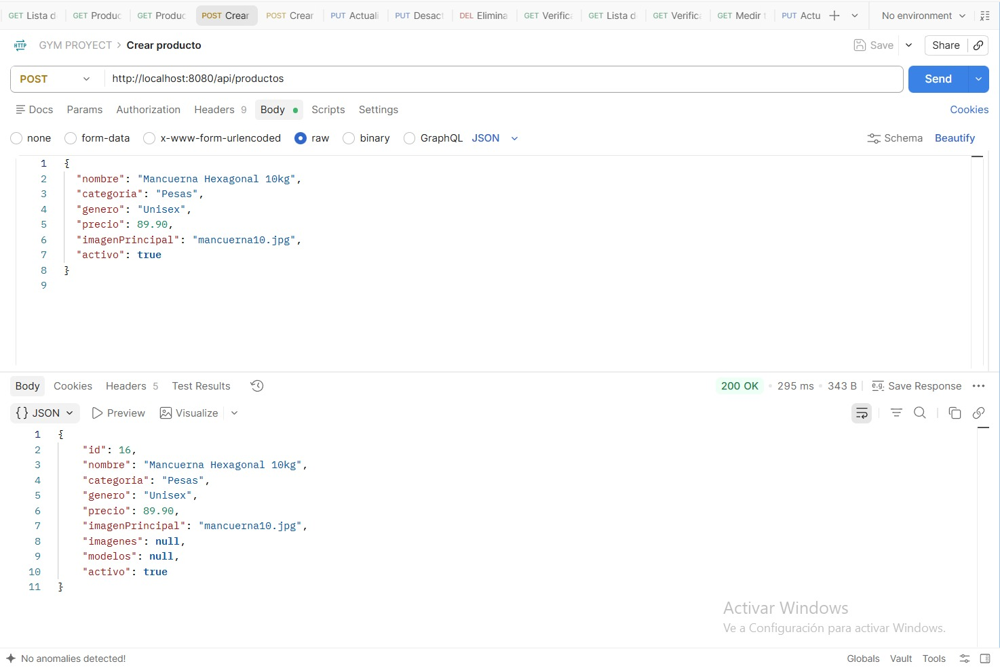 GET Lista d GET Produc GET Produc POST Crear POST Crear PUT Actuali PUT Desact DEL Elimina GET Verifica GET Lista d GET Verifica GET Medir t PUT Actu No environment
HTTP GYM PROYECT > Crear producto Save Share
POST http://localhost:8080/api/productos Send
Docs Params Authorization Headers 9 Body Scripts Settings Cookies
none form-data x-www-form-urlencoded raw binary GraphQL JSON Schema Beautify
1 {
2 "nombre": "Mancuerna Hexagonal 10kg",
3 "categoria": "Pesas",
4 "genero": "Unisex",
5 "precio": 89.90,
6 "imagenPrincipal": "mancuerna10.jpg",
7 "activo": true
8 }
9
Body Cookies Headers 5 Test Results 200 OK • 295 ms • 343 B e.g. Save Response
{} JSON Preview Visualize
1 {
2 "id": 16,
3 "nombre": "Mancuerna Hexagonal 10kg",
4 "categoria": "Pesas",
5 "genero": "Unisex",
6 "precio": 89.90,
7 "imagenPrincipal": "mancuerna10.jpg",
8 "imagenes": null,
9 "modelos": null,
10 "activo": true
11 }
Activar Windows
Ve a Configuración para activar Windows.
No anomalies detected! Globals Vault Tools